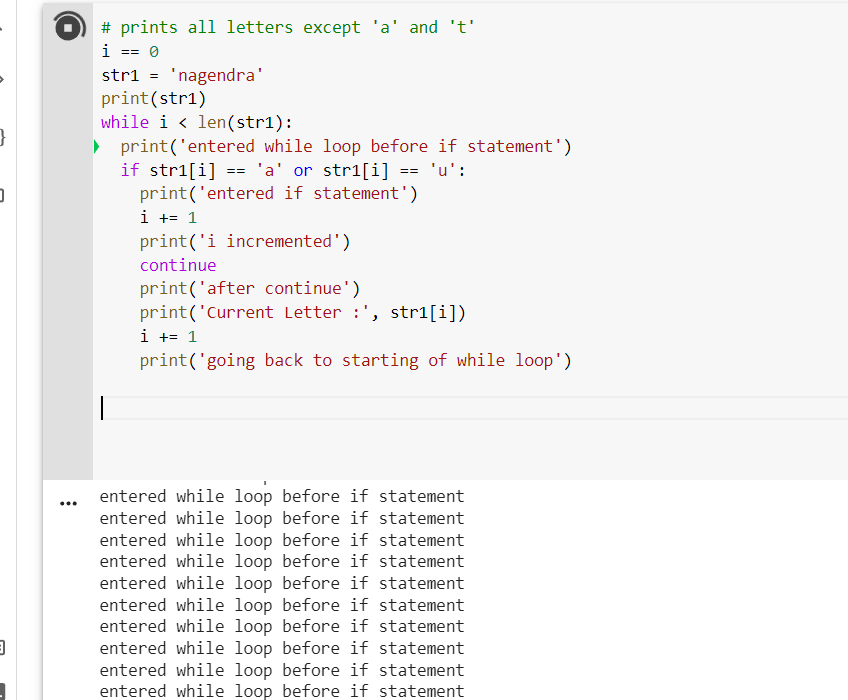 # prints all letters except 'a' and 't'
i == 0
str1 = 'nagendra'
print(str1)
while i < len(str1):
  print('entered while loop before if statement')
  if str1[i] == 'a' or str1[i] == 'u':
    print('entered if statement')
    i += 1
    print('i incremented')
    continue
    print('after continue')
    print('Current Letter :', str1[i])
    i += 1
    print('going back to starting of while loop')
...
entered while loop before if statement
entered while loop before if statement
entered while loop before if statement
entered while loop before if statement
entered while loop before if statement
entered while loop before if statement
entered while loop before if statement
entered while loop before if statement
entered while loop before if statement
entered while loop before if statement